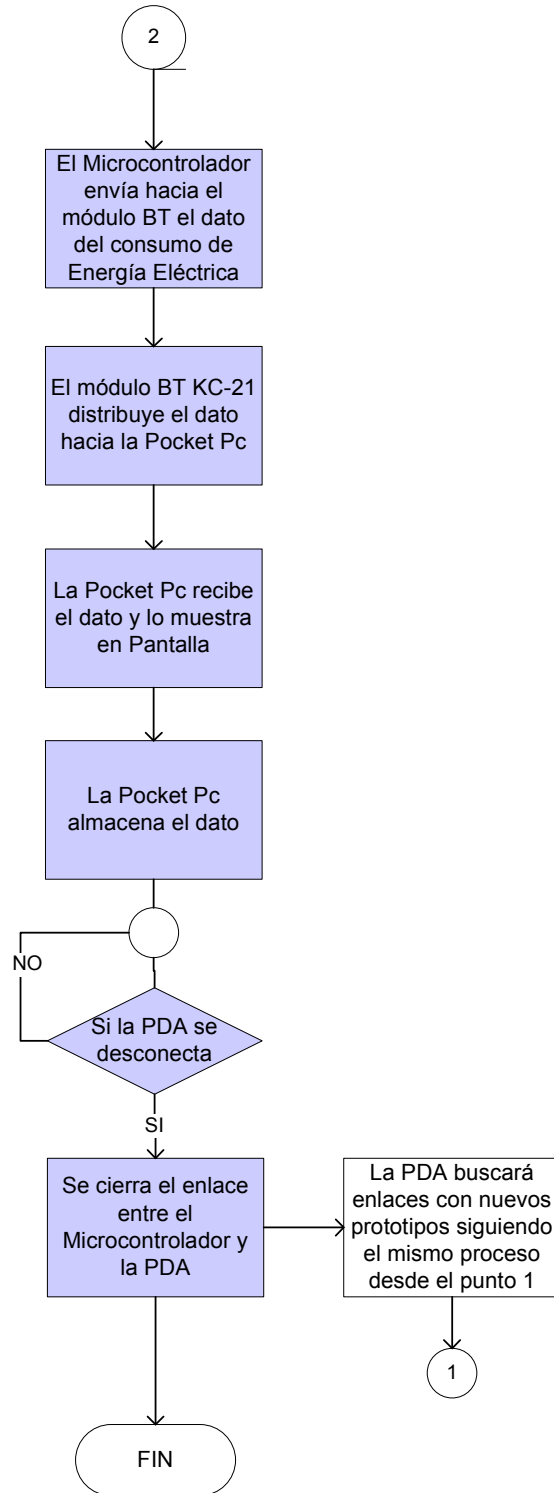 2
El Microcontrolador
envía hacia el
módulo BT el dato
del consumo de
Energía Eléctrica
El módulo BT KC-21
distribuye el dato
hacia la Pocket Pc
La Pocket Pc recibe
el dato y lo muestra
en Pantalla
La Pocket Pc
almacena el dato
NO
Si la PDA se
desconecta
SI
Se cierra el enlace
entre el
Microcontrolador y
la PDA
La PDA buscará
enlaces con nuevos
prototipos siguiendo
el mismo proceso
desde el punto 1
1
FIN